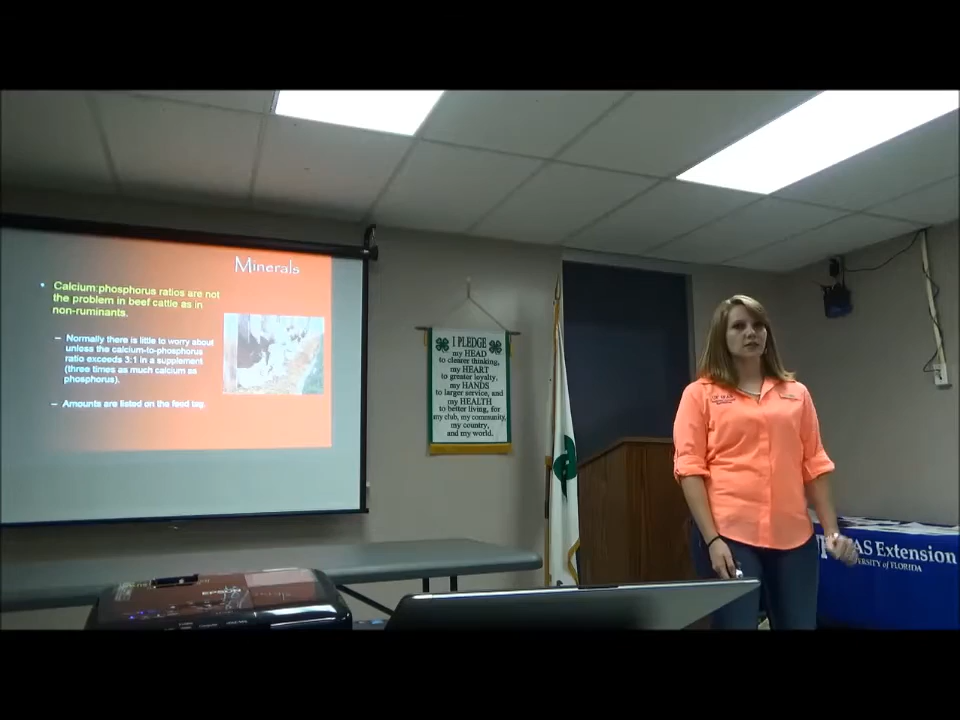 Minerals
• Calcium:phosphorus ratios are not
the problem in beef cattle as in
non-ruminants.
– Normally there is little to worry about
unless the calcium-to-phosphorus
ratio exceeds 3:1 in a supplement
(three times as much calcium as
phosphorus).
– Amounts are listed on the feed tag.
I PLEDGE
my HEAD
to clearer thinking,
my HEART
to greater loyalty,
my HANDS
to larger service, and
my HEALTH
to better living, for
my club, my community,
my country,
and my world.
AS Extension
UNIVERSITY of FLORIDA
EPSON